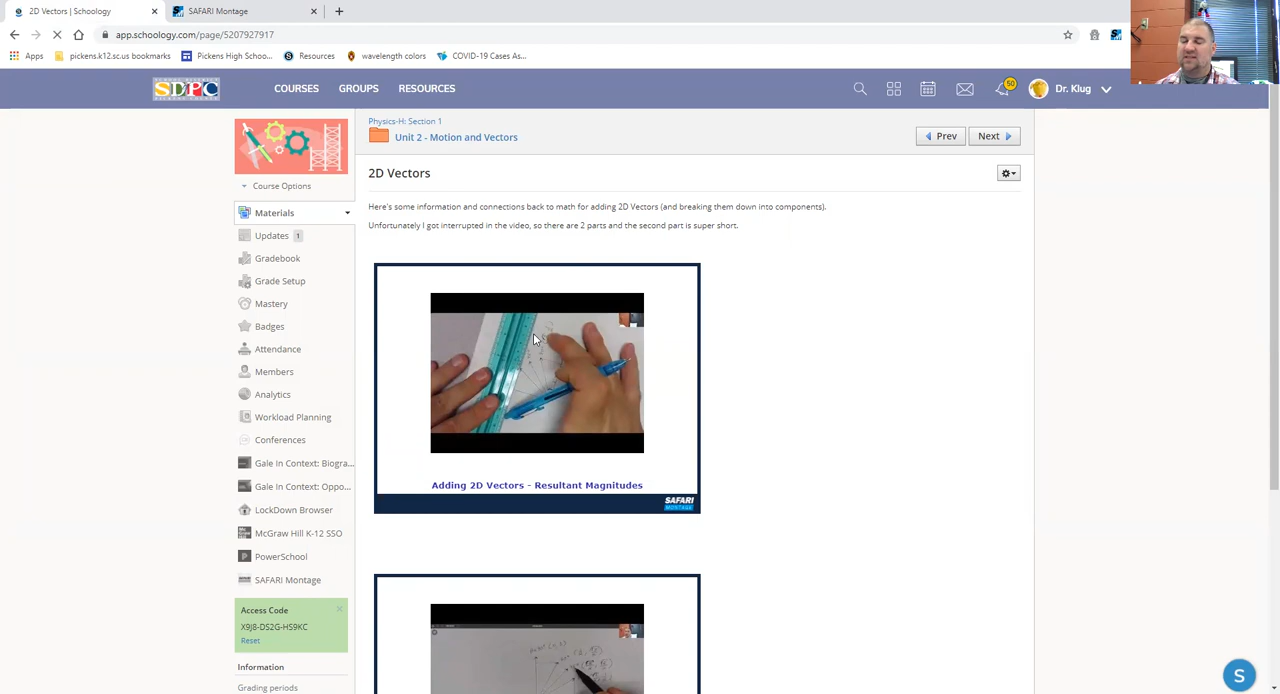 2D Vectors | Schoology
SAFARI Montage
app.schoology.com/page/5207927917
Apps
pickens.k12.sc.us bookmarks
Pickens High Schoo...
Resources
wavelength colors
COVID-19 Cases As...
SDPC
COURSES
GROUPS
RESOURCES
50
Dr. Klug
Physics-H: Section 1
Unit 2 - Motion and Vectors
Prev
Next
Course Options
Materials
Updates 1
Gradebook
Grade Setup
Mastery
Badges
Attendance
Members
Analytics
Workload Planning
Conferences
Gale In Context: Biogra...
Gale In Context: Oppo...
LockDown Browser
McGraw Hill K-12 SSO
PowerSchool
SAFARI Montage
Access Code
X9J8-DS2G-HS9KC
Reset
Information
Grading periods
2D Vectors
Here's some information and connections back to math for adding 2D Vectors (and breaking them down into components).
Unfortunately I got interrupted in the video, so there are 2 parts and the second part is super short.
Adding 2D Vectors - Resultant Magnitudes
SAFARI
MONTAGE
S